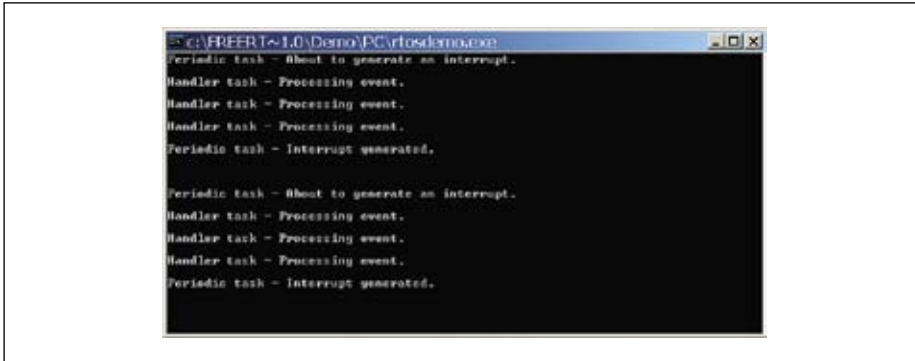 c:\FREERT~1.0\Demo\PC\rtosdemo.exe
Periodic task - About to generate an interrupt.
Handler task - Processing event.
Handler task - Processing event.
Handler task - Processing event.
Periodic task - Interrupt generated.
Periodic task - About to generate an interrupt.
Handler task - Processing event.
Handler task - Processing event.
Handler task - Processing event.
Periodic task - Interrupt generated.